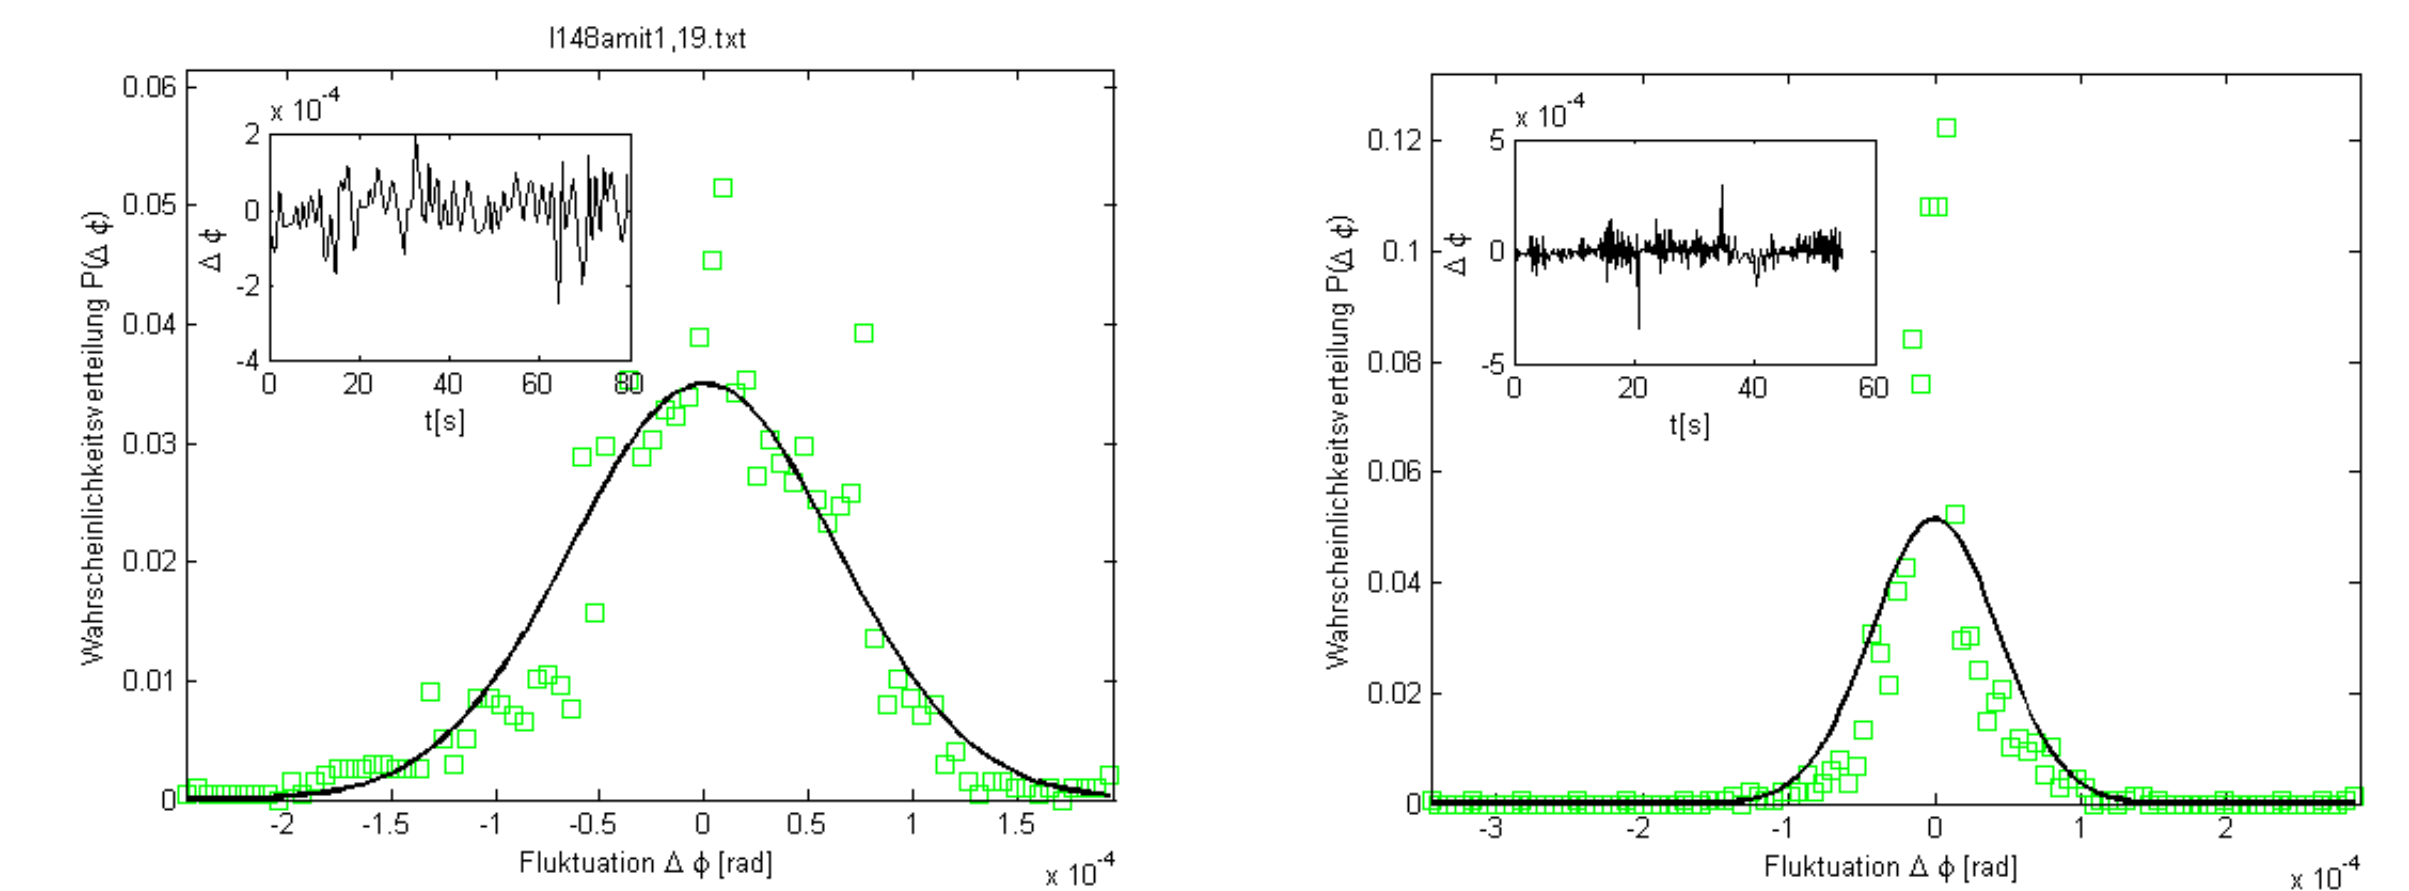 l148amit1,19.txt
Wahrscheinlichkeitsverteilung P(Δ ϕ)
0.06
0.05
0.04
0.03
0.02
0.01
0
x 10^-4
Δ ϕ
2
0
-2
-4
0 20 40 60 80
t[s]
-2 -1.5 -1 -0.5 0 0.5 1 1.5
Fluktuation Δ ϕ [rad]
x 10^-4
Wahrscheinlichkeitsverteilung P(Δ ϕ)
0.12
0.1
0.08
0.06
0.04
0.02
0
x 10^-4
Δ ϕ
5
0
-5
0 20 40 60
t[s]
-3 -2 -1 0 1 2
Fluktuation Δ ϕ [rad]
x 10^-4